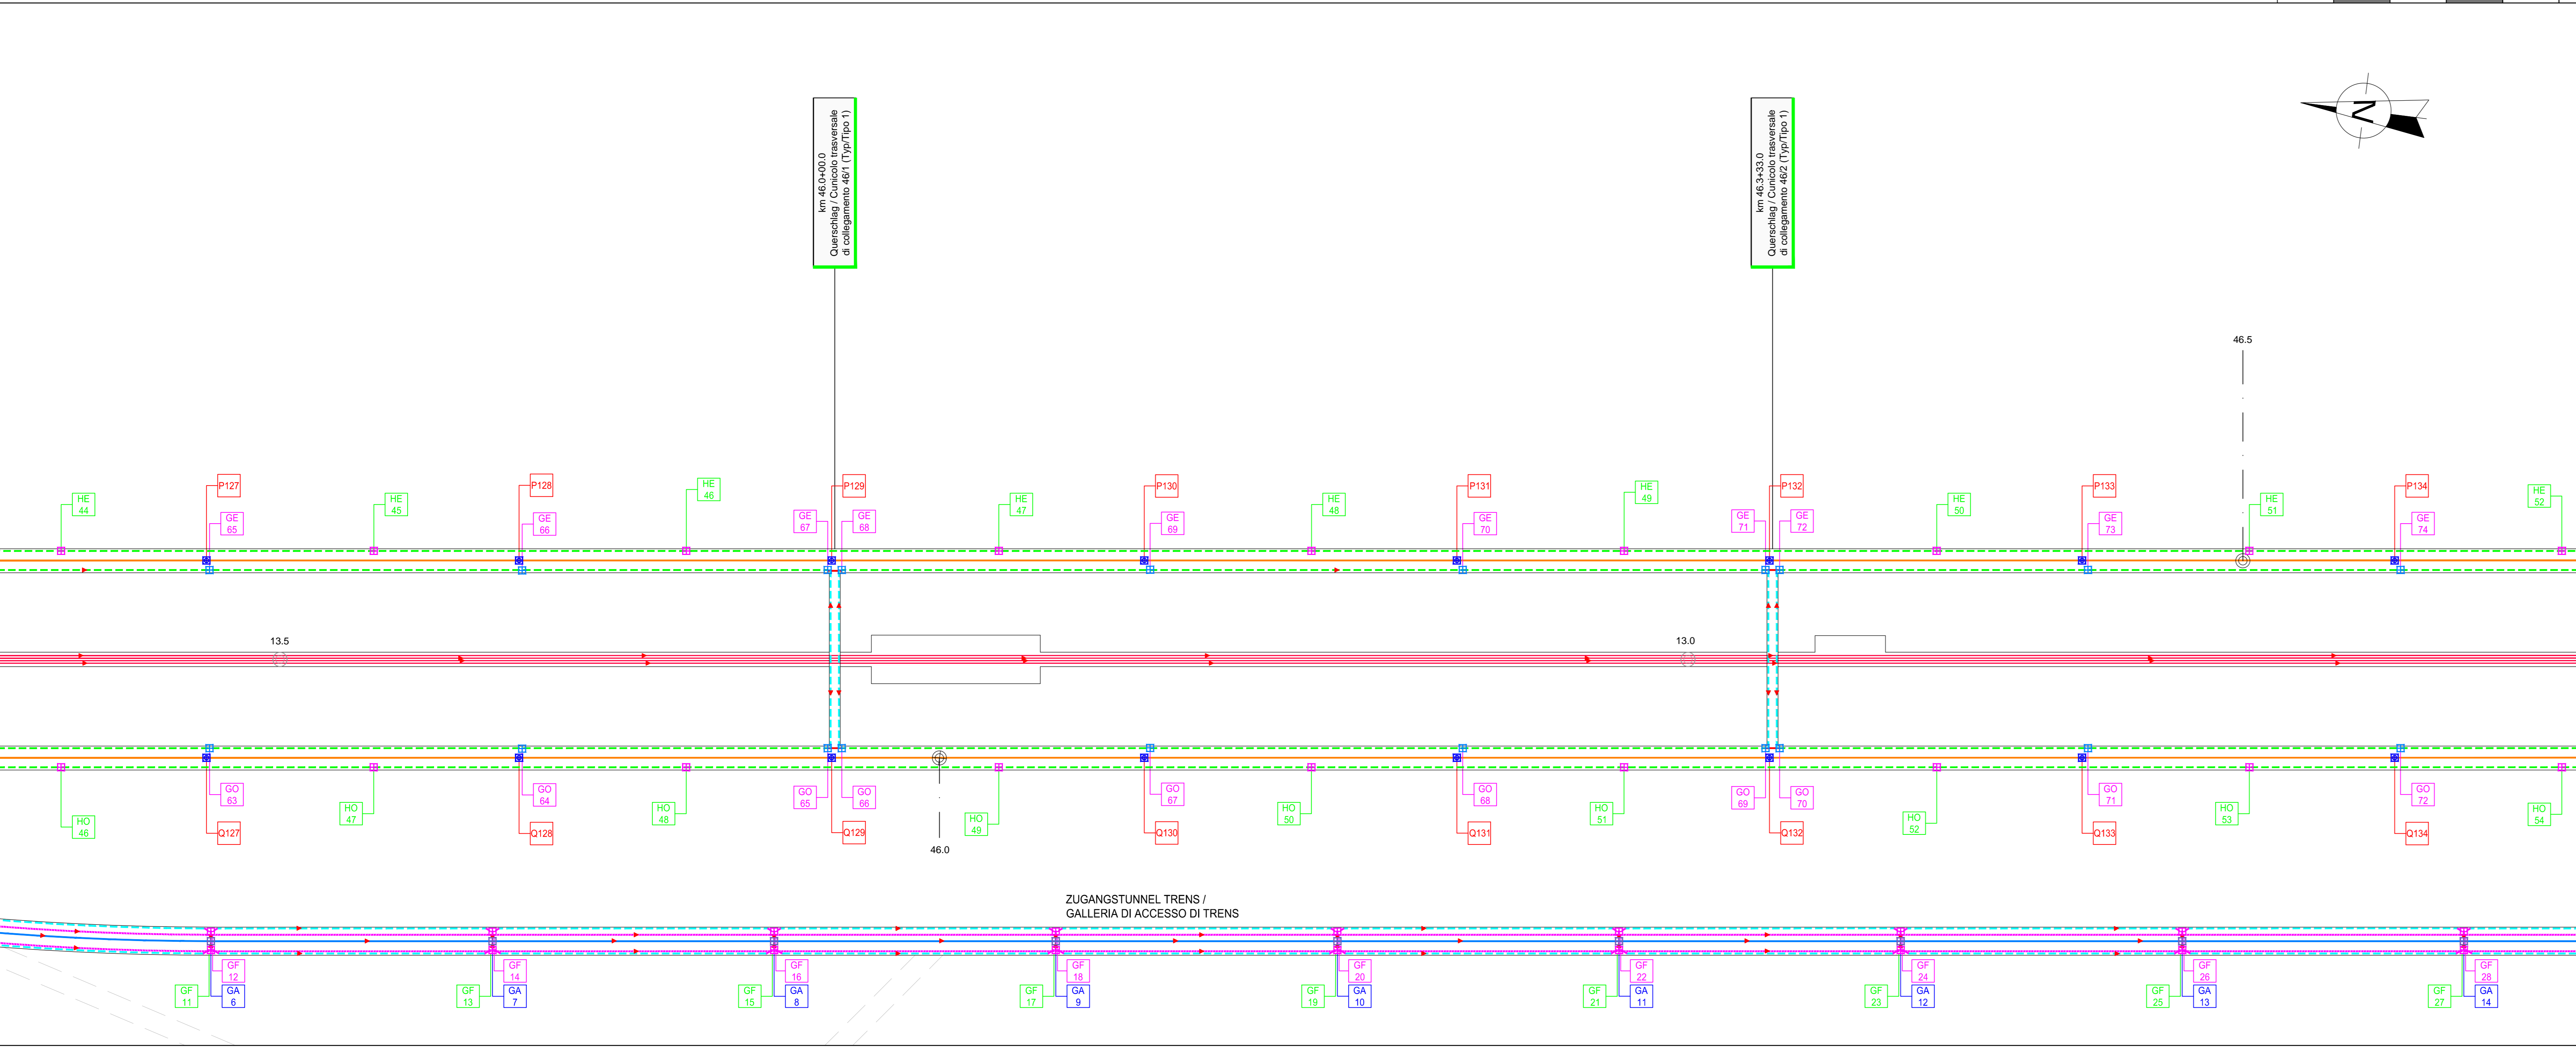 N
km 46.0+00.0
Querschlag / Cunicolo trasversale
di collegamento 46/1 (Typ/Tipo 1)
km 46.3+33.0
Querschlag / Cunicolo trasversale
di collegamento 46/2 (Typ/Tipo 1)
46.5
HE
44
P127
GE
65
HE
45
P128
GE
66
HE
46
GE
67
P129
GE
68
HE
47
P130
GE
69
HE
48
P131
GE
70
HE
49
GE
71
P132
GE
72
HE
50
P133
GE
73
HE
51
P134
GE
74
HE
52
13.5
13.0
HO
46
GO
63
Q127
HO
47
GO
64
Q128
HO
48
GO
65
GO
66
Q129
46.0
HO
49
GO
67
Q130
HO
50
GO
68
Q131
HO
51
GO
69
GO
70
Q132
HO
52
GO
71
Q133
HO
53
GO
72
Q134
HO
54
ZUGANGSTUNNEL TRENS /
GALLERIA DI ACCESSO DI TRENS
GF
11
GF
12
GA
6
GF
13
GF
14
GA
7
GF
15
GF
16
GA
8
GF
17
GF
18
GA
9
GF
19
GF
20
GA
10
GF
21
GF
22
GA
11
GF
23
GF
24
GA
12
GF
25
GF
26
GA
13
GF
27
GF
28
GA
14